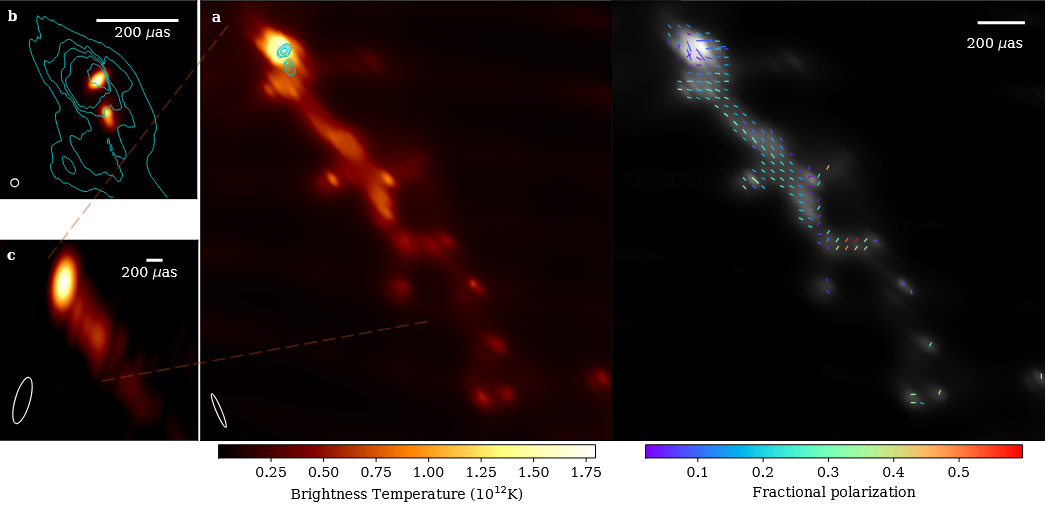 b
200 μas
a
200 μas
c
200 μas
0.25 0.50 0.75 1.00 1.25 1.50 1.75
Brightness Temperature (10¹²K)
0.1 0.2 0.3 0.4 0.5
Fractional polarization